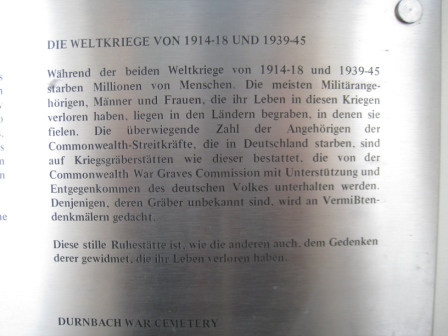 DIE WELTKRIEGE VON 1914-18 UND 1939-45
Während der beiden Weltkriege von 1914-18 und 1939-45
starben Millionen von Menschen. Die meisten Militärange-
hörigen, Männer und Frauen, die ihr Leben in diesen Kriegen
verloren haben, liegen in den Ländern begraben, in denen sie
fielen. Die überwiegende Zahl der Angehörigen der
Commonwealth-Streitkräfte, die in Deutschland starben, sind
auf Kriegsgräberstätten wie dieser bestattet, die von der
Commonwealth War Graves Commission mit Unterstützung und
Entgegenkommen des deutschen Volkes unterhalten werden.
Denjenigen, deren Gräber unbekannt sind, wird an Vermißten-
denkmälern gedacht.
Diese stille Ruhestätte ist, wie die anderen auch, dem Gedenken
derer gewidmet, die ihr Leben verloren haben.
DURNBACH WAR CEMETERY